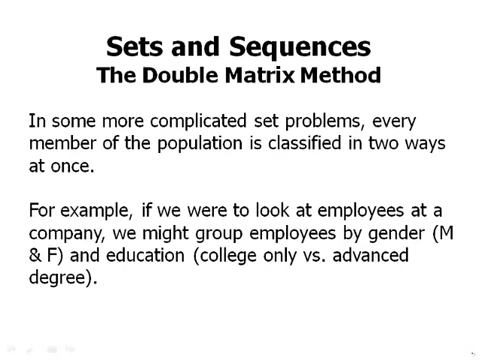 Sets and Sequences
The Double Matrix Method
In some more complicated set problems, every
member of the population is classified in two ways
at once.
For example, if we were to look at employees at a
company, we might group employees by gender (M
& F) and education (college only vs. advanced
degree).